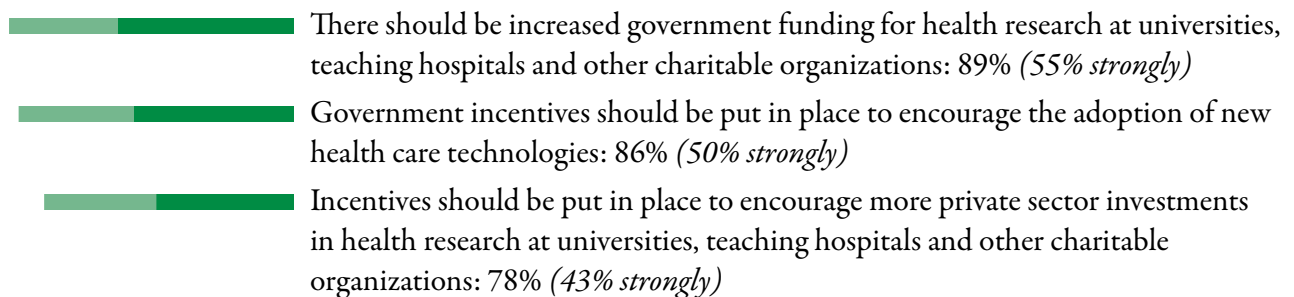 There should be increased government funding for health research at universities,
teaching hospitals and other charitable organizations: 89% (55% strongly)
Government incentives should be put in place to encourage the adoption of new
health care technologies: 86% (50% strongly)
Incentives should be put in place to encourage more private sector investments
in health research at universities, teaching hospitals and other charitable
organizations: 78% (43% strongly)